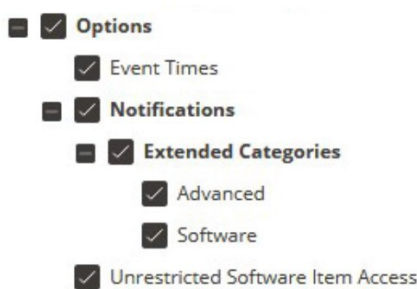 Options
Event Times
Notifications
Extended Categories
Advanced
Software
Unrestricted Software Item Access